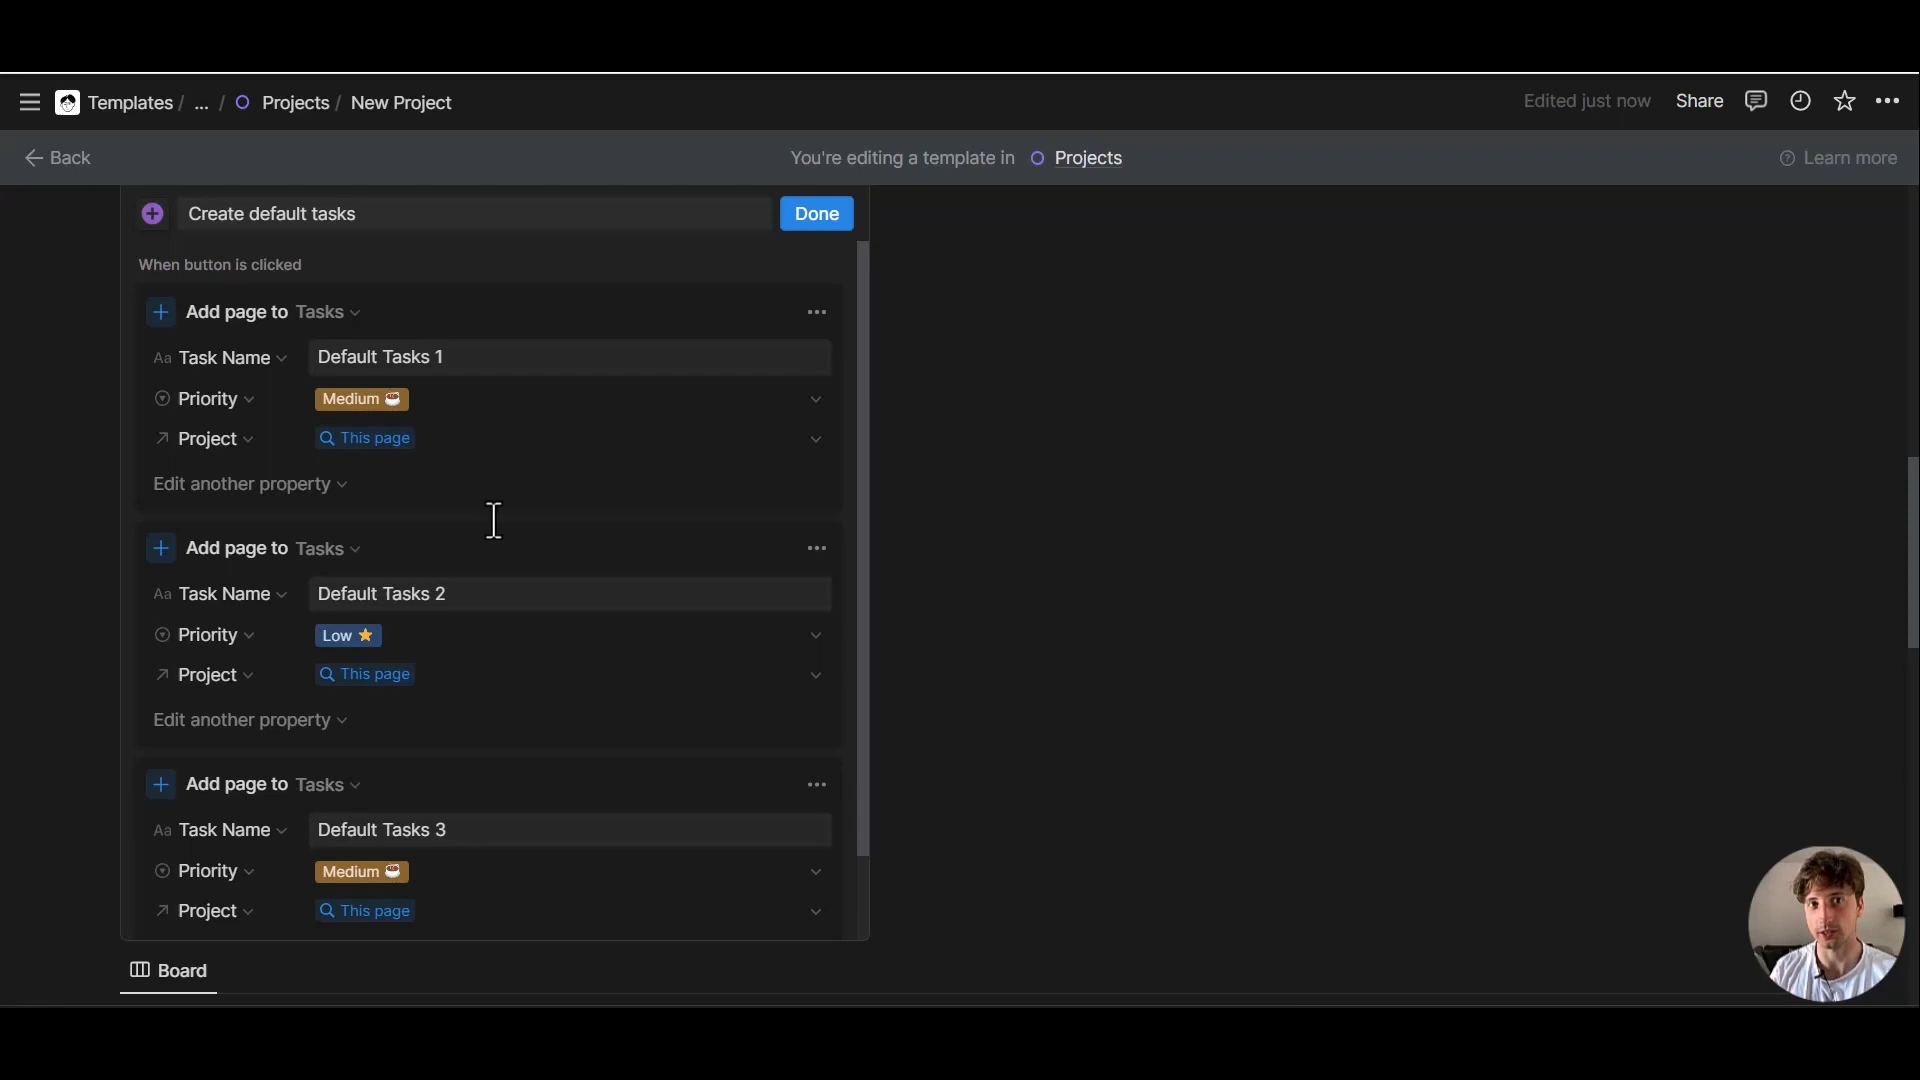 Templates / ... / Projects / New Project
Edited just now Share
Back
You're editing a template in Projects
Learn more
Create default tasks
Done
When button is clicked
Add page to Tasks
Aa Task Name Default Tasks 1
Priority Medium
Project This page
Edit another property
Add page to Tasks
Aa Task Name Default Tasks 2
Priority Low
Project This page
Edit another property
Add page to Tasks
Aa Task Name Default Tasks 3
Priority Medium
Project This page
Board